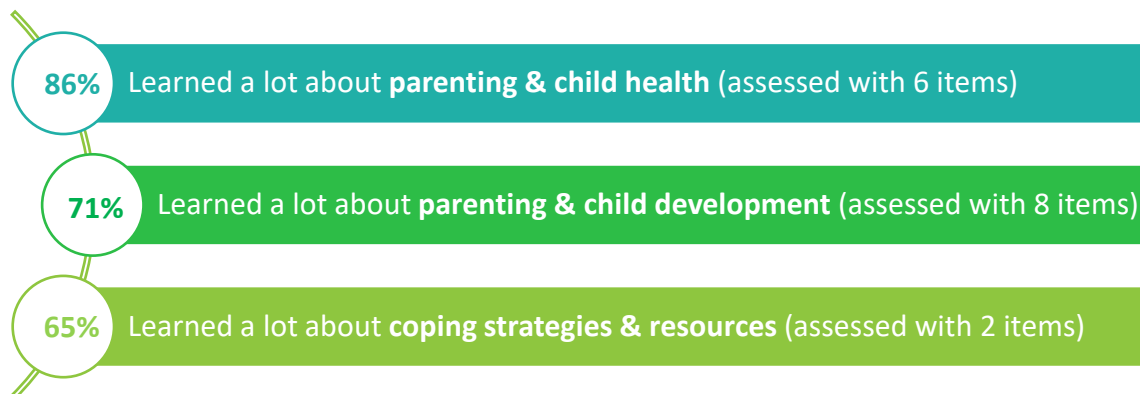 86% Learned a lot about parenting & child health (assessed with 6 items)
71% Learned a lot about parenting & child development (assessed with 8 items)
65% Learned a lot about coping strategies & resources (assessed with 2 items)